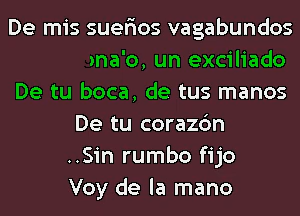 De mis sueños vagabundos
ona'o, un exciliado
De tu boca, de tus manos
De tu corazón
..Sin rumbo fijo
Voy de la mano